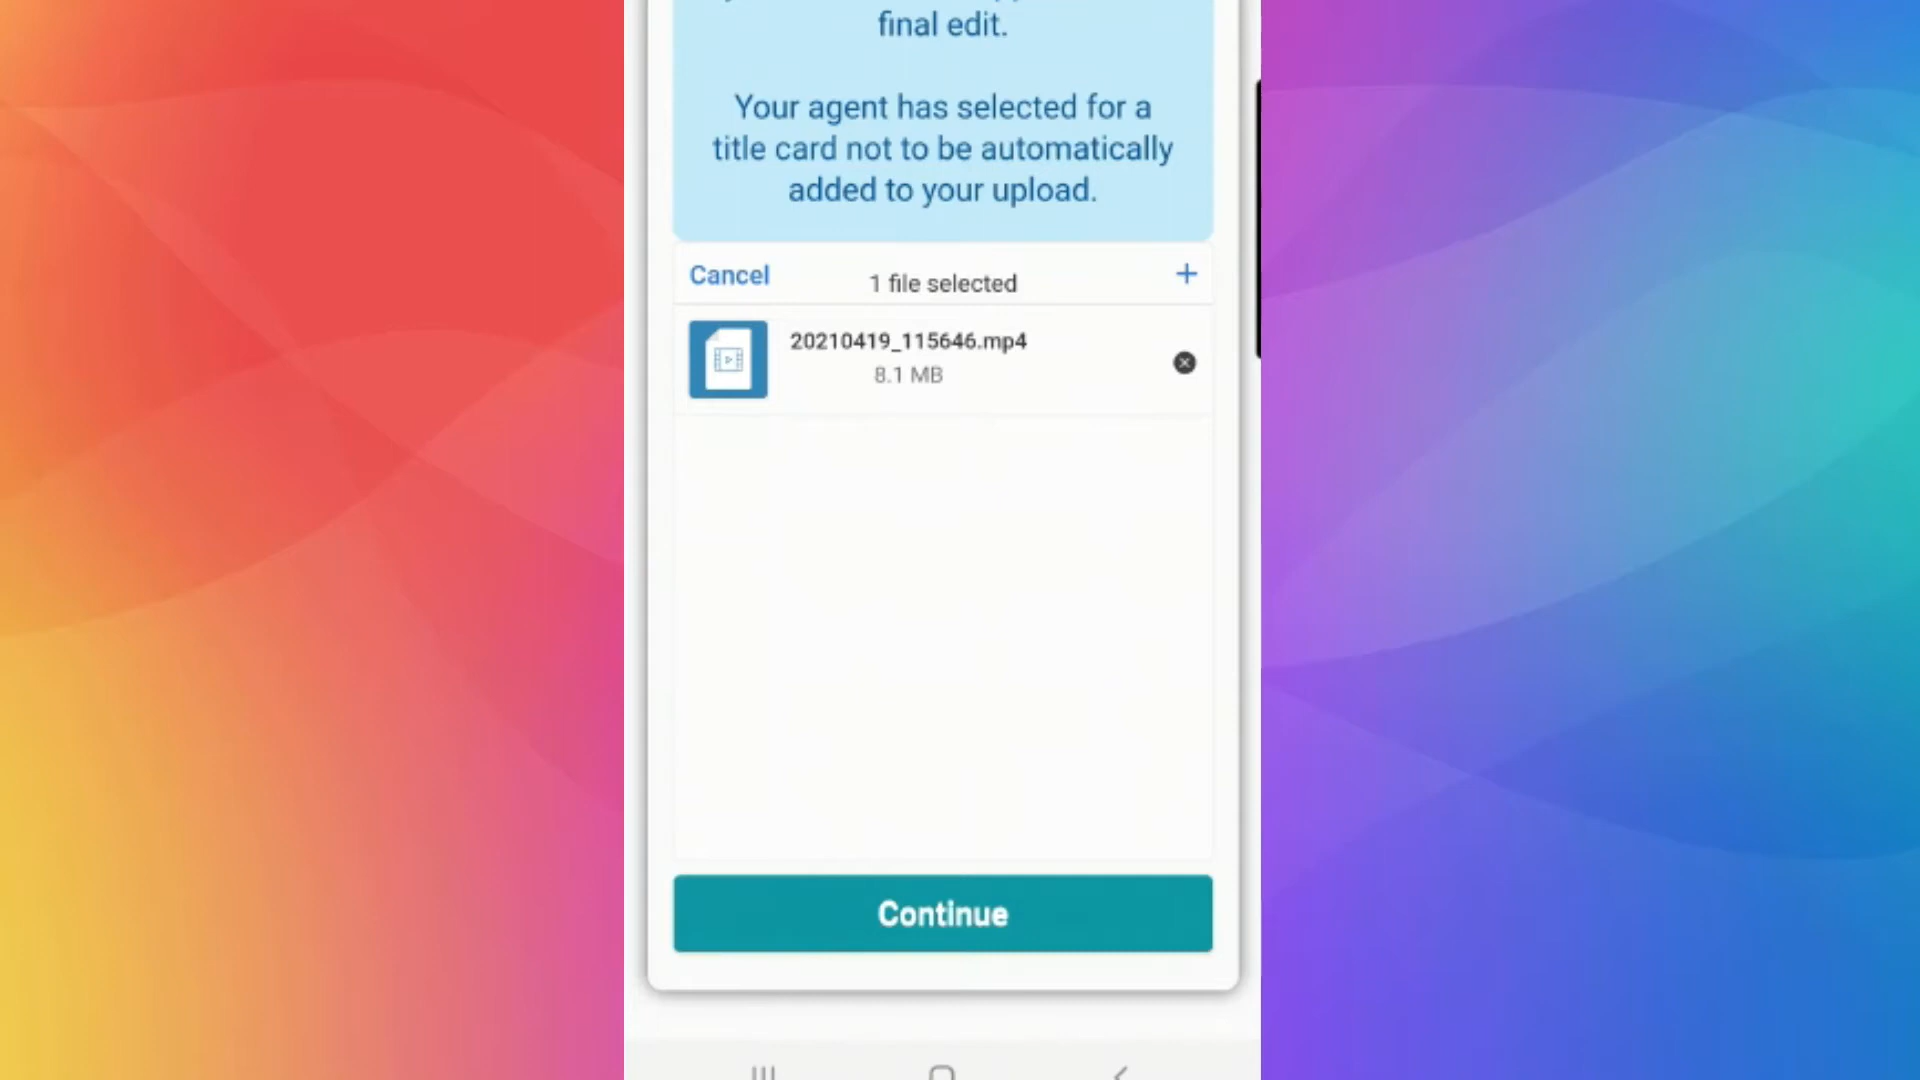 final edit.
Your agent has selected for a
title card not to be automatically
added to your upload.
Cancel
1 file selected
+
20210419_115646.mp4
8.1 MB
Continue